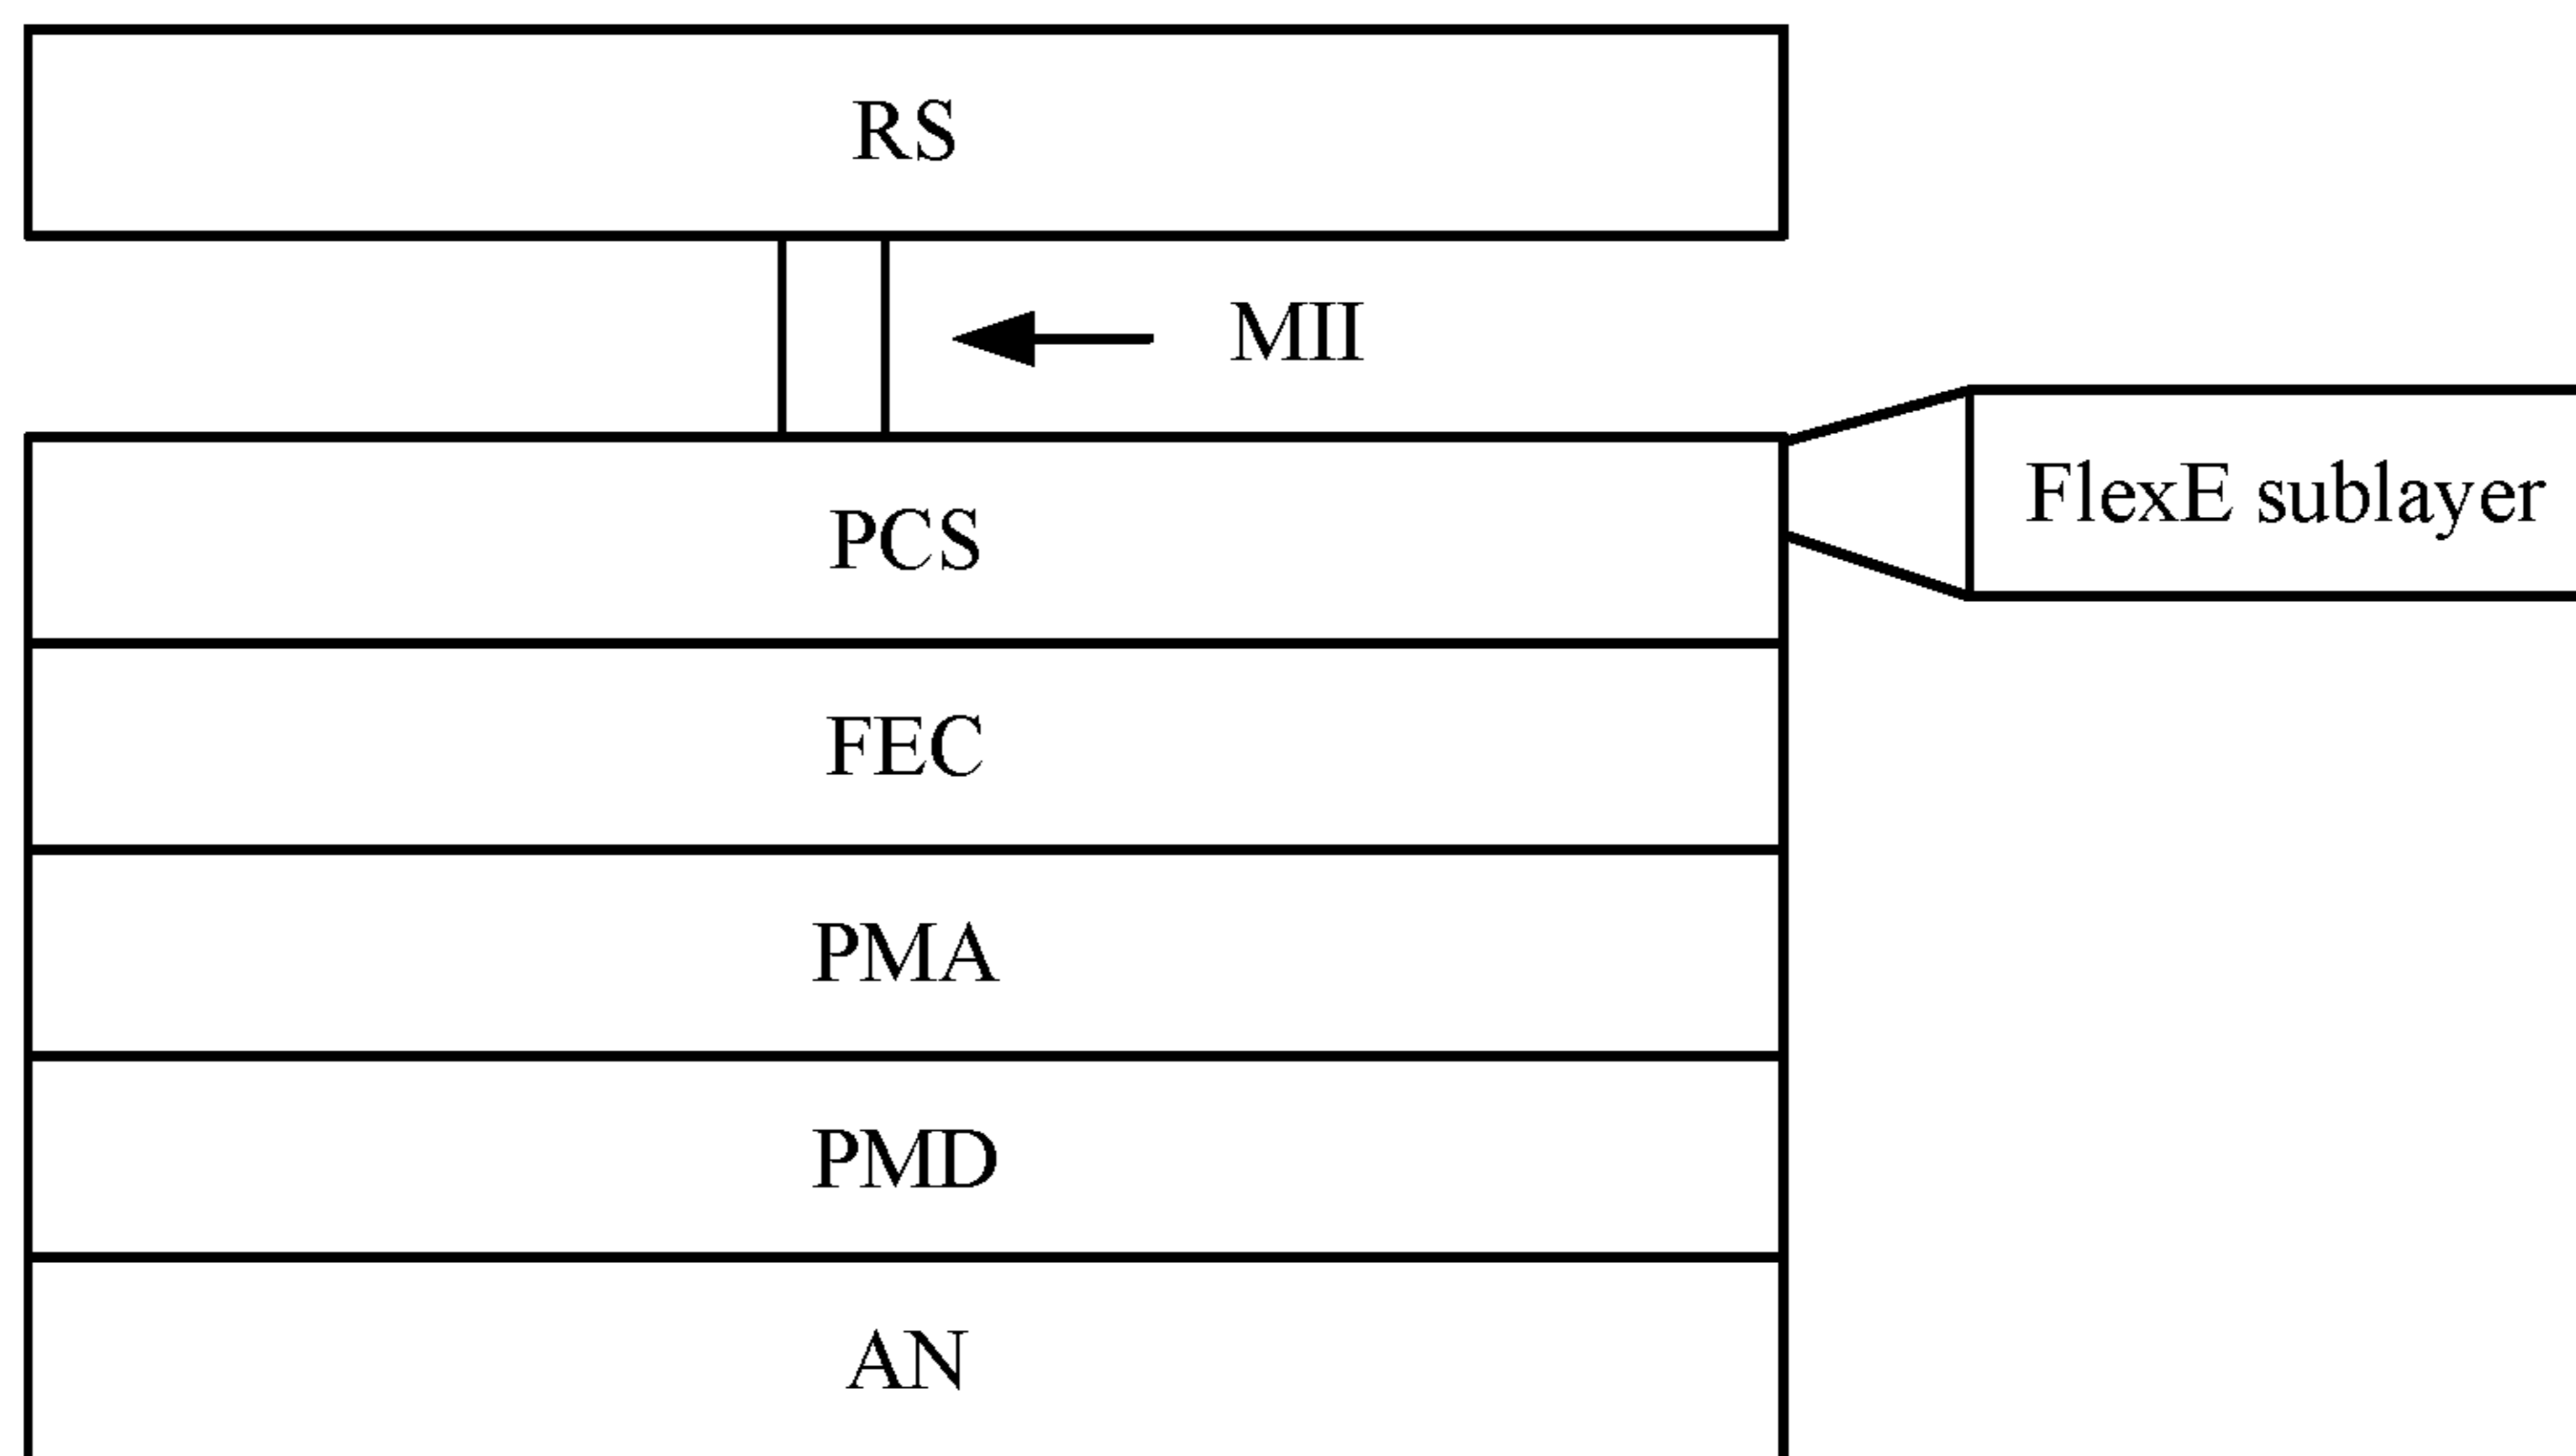 RS
MII
PCS
FlexE sublayer
FEC
PMA
PMD
AN